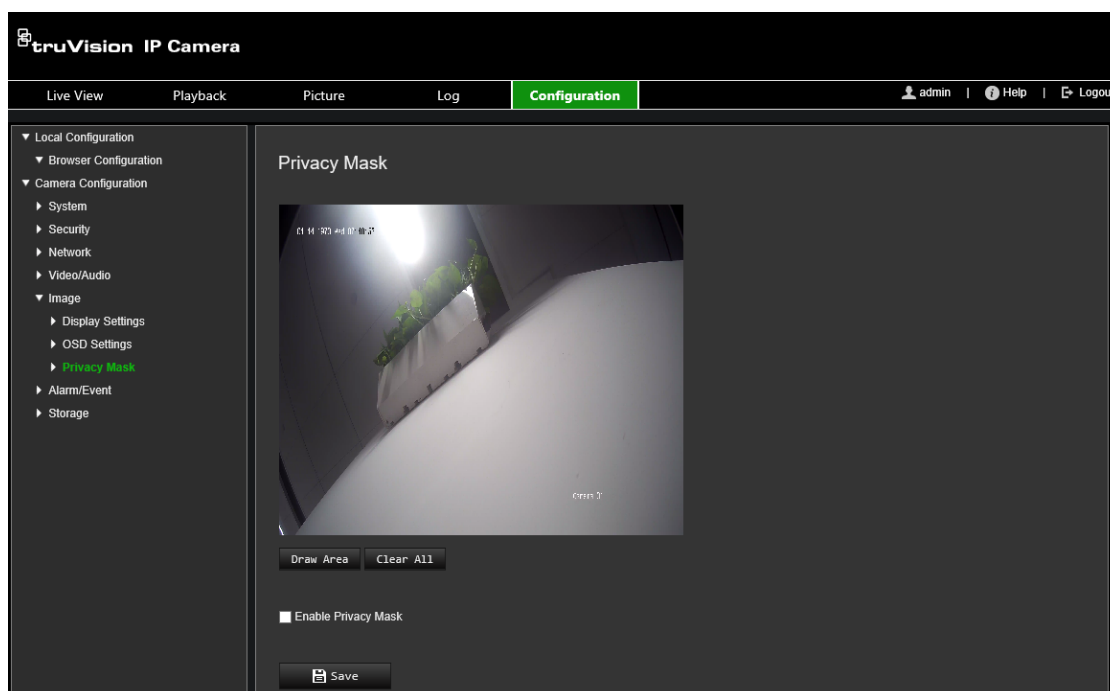 truVision IP Camera
Live View Playback Picture Log Configuration admin | Help | Logou
Local Configuration
Browser Configuration
Camera Configuration
System
Security
Network
Video/Audio
Image
Display Settings
OSD Settings
Privacy Mask
Alarm/Event
Storage
Privacy Mask
Camera 01
Draw Area Clear All
Enable Privacy Mask
Save